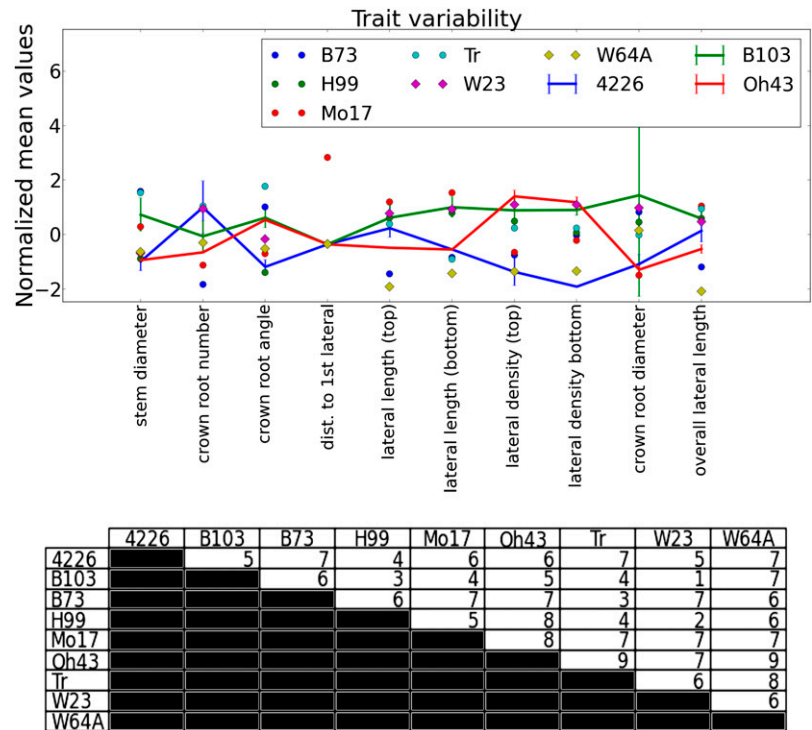 Trait variability
Normalized mean values
6
4
2
0
−2
B73 Tr W64A B103
H99 W23 4226 Oh43
Mo17
stem diameter
crown root number
crown root angle
dist. to 1st lateral
lateral length (top)
lateral length (bottom)
lateral density (top)
lateral density bottom
crown root diameter
overall lateral length
4226 B103 B73 H99 Mo17 Oh43 Tr W23 W64A
4226 5 7 4 6 6 7 5 7
B103 6 3 4 5 4 1 7
B73 6 7 7 3 7 6
H99 5 8 4 2 6
Mo17 8 7 7 7
Oh43 9 7 9
Tr 6 8
W23 6
W64A